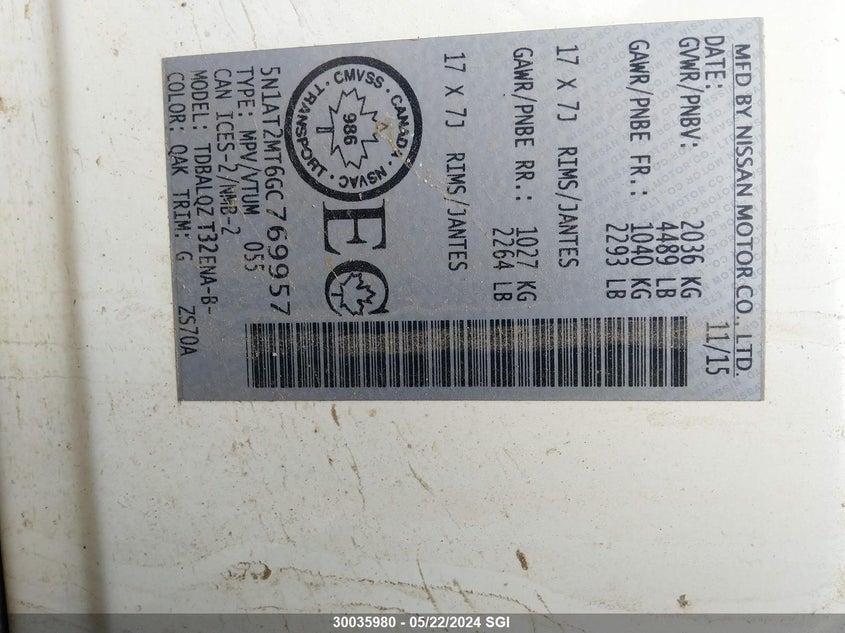 MFD BY NISSAN MOTOR CO., LTD.
DATE: 11/15
GVWR/PNBV: 2036 KG
4489 LB
GAWR/PNBE FR.: 1040 KG
2293 LB
17 X 7J RIMS/JANTES
GAWR/PNBE RR.: 1027 KG
2264 LB
17 X 7J RIMS/JANTES
CMVSS · CANADA · NSVAC · TRANSPORT
986
EC
5N1AT2MT6GC769957
TYPE: MPV/VTUM 055
CAN ICES-2/NMB-2
MODEL: TDBALQZ T32ENA-B-
COLOR: QAK TRIM: G ZS70A
30035980 - 05/22/2024 SGI